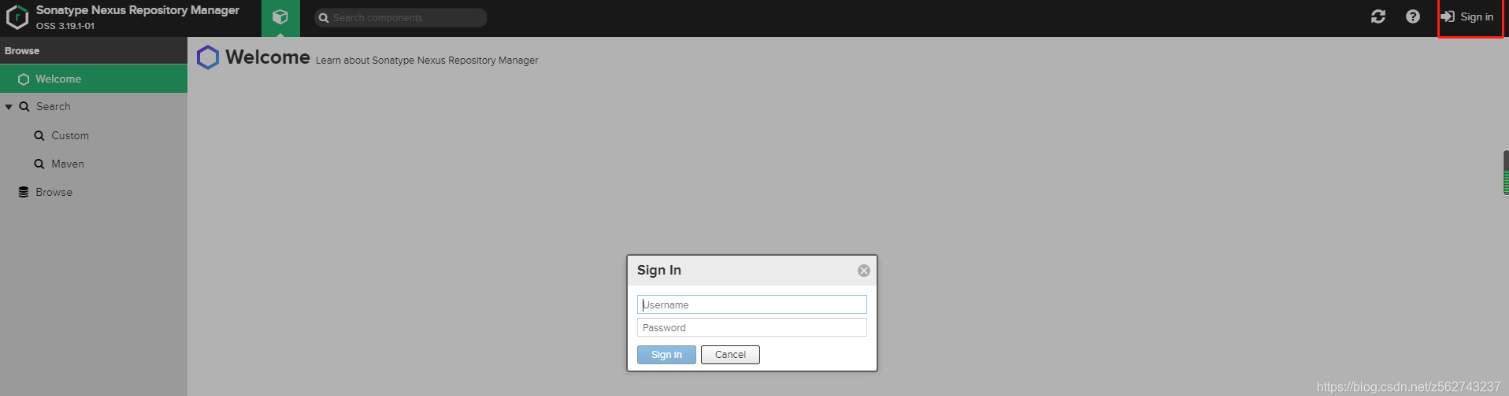 Sonatype Nexus Repository Manager
OSS 3.19.1-01
Search components
Sign in
Browse
Welcome
Search
Custom
Maven
Browse
Welcome Learn about Sonatype Nexus Repository Manager
Sign In
Username
Password
Sign in Cancel
https://blog.csdn.net/z562743237